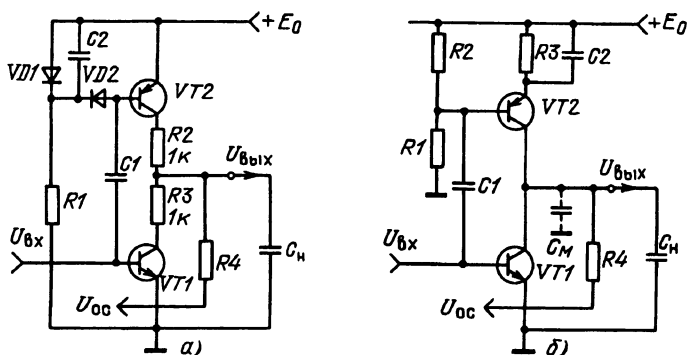 +E₀
C2
VD1
VD2
VT2
R2
1к
C1
R1
R3
1к
Uвых
Uвх
VT1
R4
Cн
Uос
а)
+E₀
R2
R3
C2
VT2
R1
C1
Uвых
Uвх
Cм
VT1
R4
Cн
Uос
б)